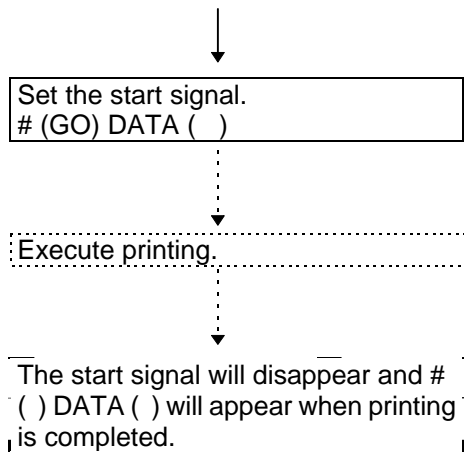 Set the start signal.
# (GO) DATA (  )
Execute printing.
The start signal will disappear and #
( ) DATA ( ) will appear when printing
is completed.